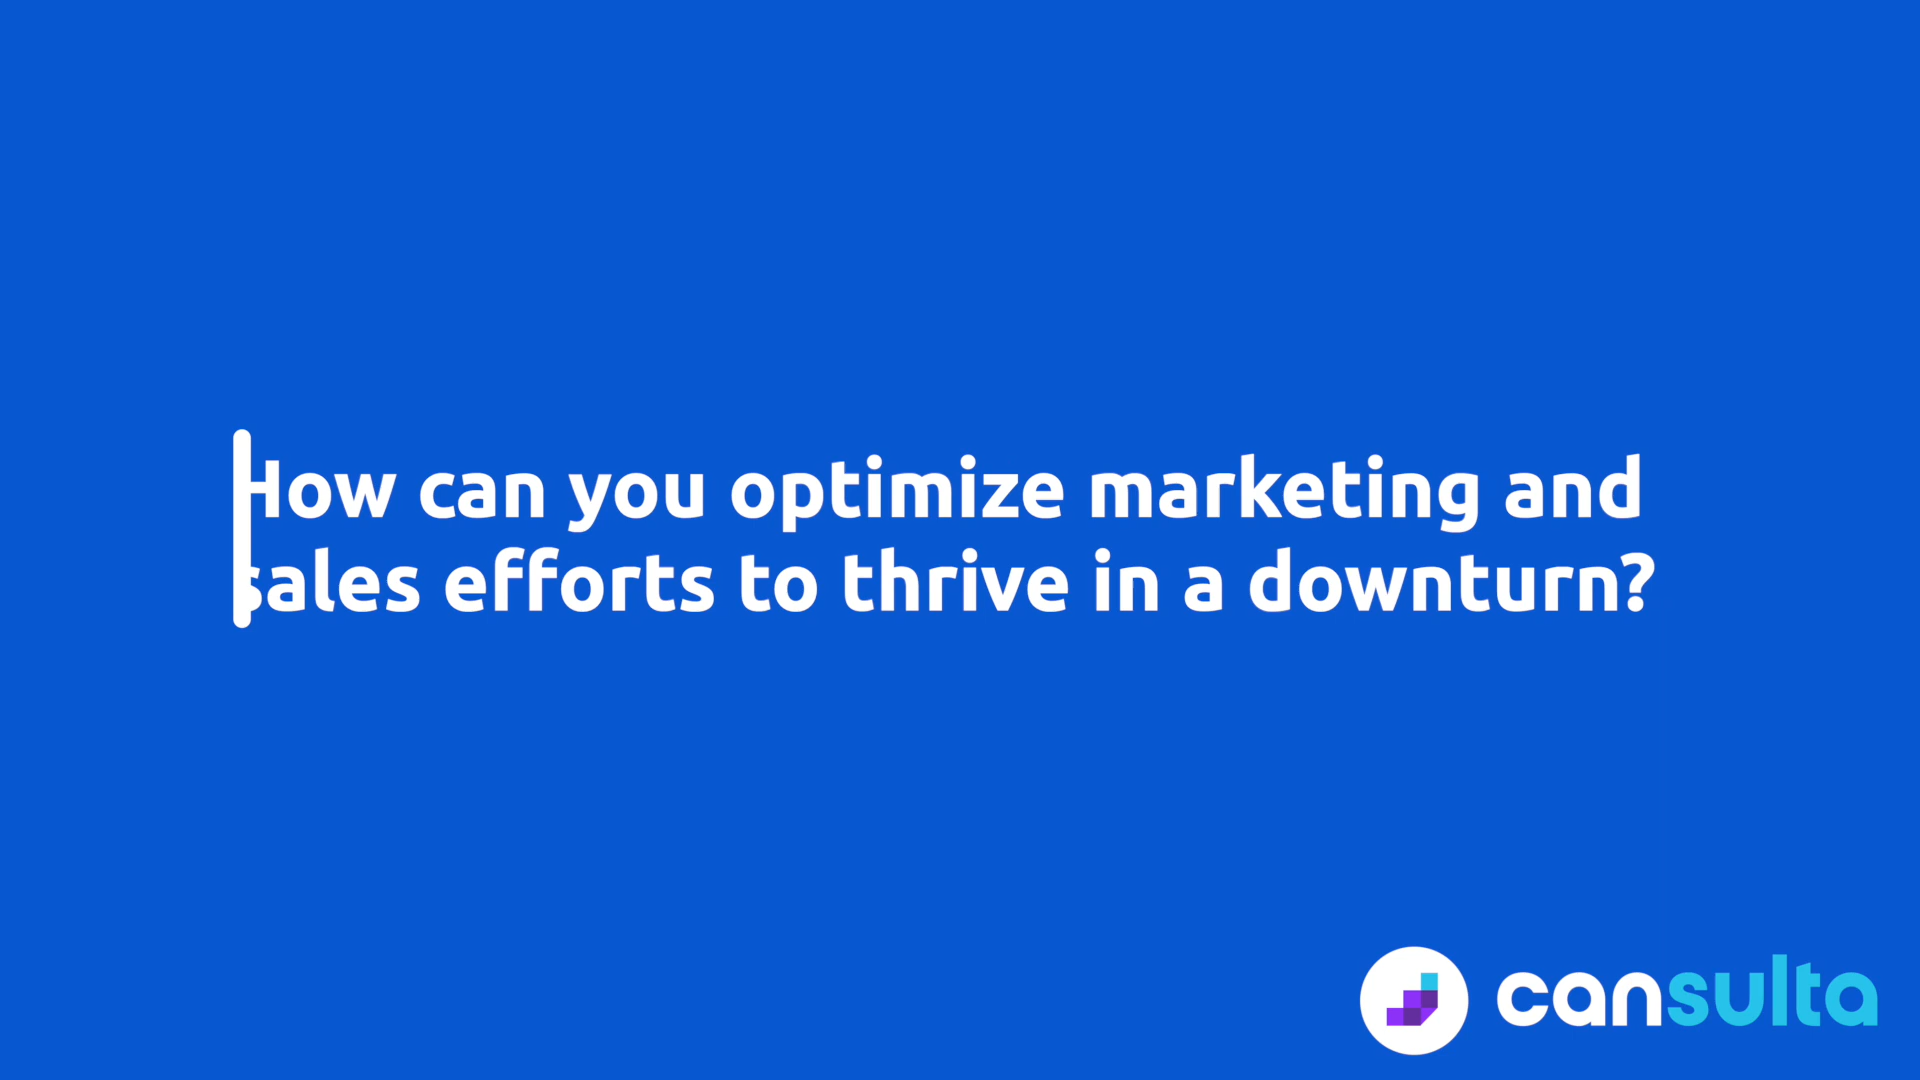 How can you optimize marketing and
sales efforts to thrive in a downturn?
cansulta